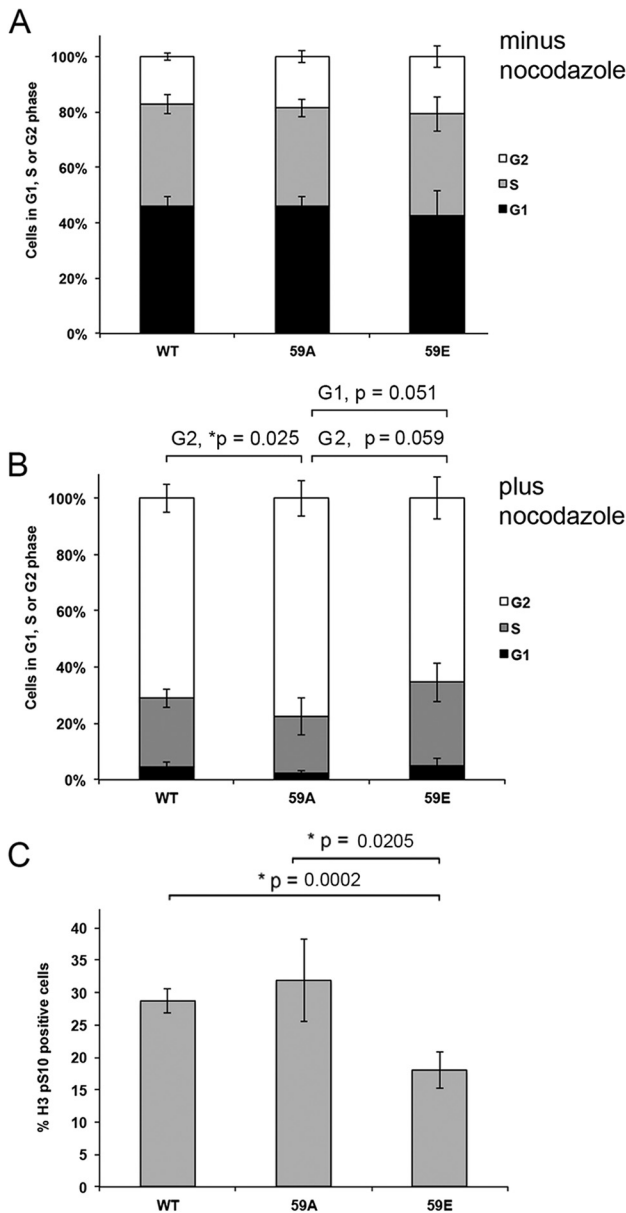 A
minus
nocodazole
100%
80%
60%
40%
20%
0%
Cells in G1, S or G2 phase
G2
S
G1
WT 59A 59E
G1, p = 0.051
G2, *p = 0.025 G2, p = 0.059
B
plus
nocodazole
100%
80%
60%
40%
20%
0%
Cells in G1, S or G2 phase
G2
S
G1
WT 59A 59E
C
* p = 0.0205
* p = 0.0002
40
35
30
25
20
15
10
5
0
% H3 pS10 positive cells
WT 59A 59E